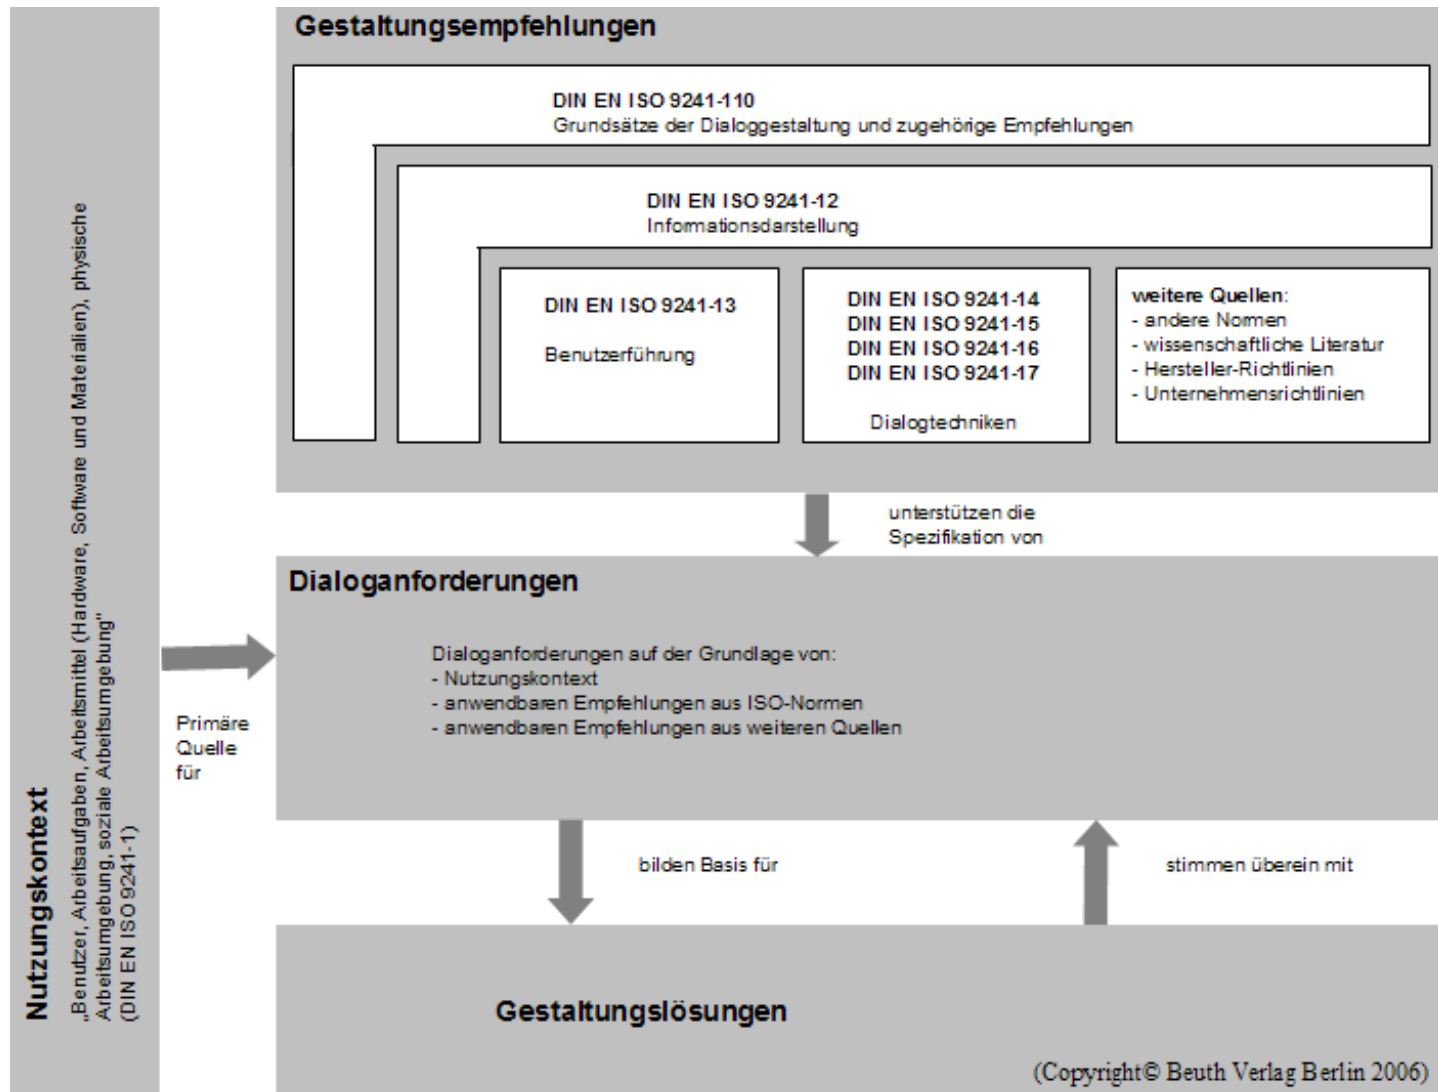 Gestaltungsempfehlungen
DIN EN ISO 9241-110
Grundsätze der Dialoggestaltung und zugehörige Empfehlungen
DIN EN ISO 9241-12
Informationsdarstellung
DIN EN ISO 9241-13
Benutzerführung
DIN EN ISO 9241-14
DIN EN ISO 9241-15
DIN EN ISO 9241-16
DIN EN ISO 9241-17
Dialogtechniken
weitere Quellen:
- andere Normen
- wissenschaftliche Literatur
- Hersteller-Richtlinien
- Unternehmensrichtlinien
unterstützen die
Spezifikation von
Nutzungskontext
„Benutzer, Arbeitsaufgaben, Arbeitsmittel (Hardware, Software und Materialien), physische
Arbeitsumgebung, soziale Arbeitsumgebung"
(DIN EN ISO 9241-1)
Primäre
Quelle
für
Dialoganforderungen
Dialoganforderungen auf der Grundlage von:
- Nutzungskontext
- anwendbaren Empfehlungen aus ISO-Normen
- anwendbaren Empfehlungen aus weiteren Quellen
bilden Basis für
stimmen überein mit
Gestaltungslösungen
(Copyright© Beuth Verlag Berlin 2006)